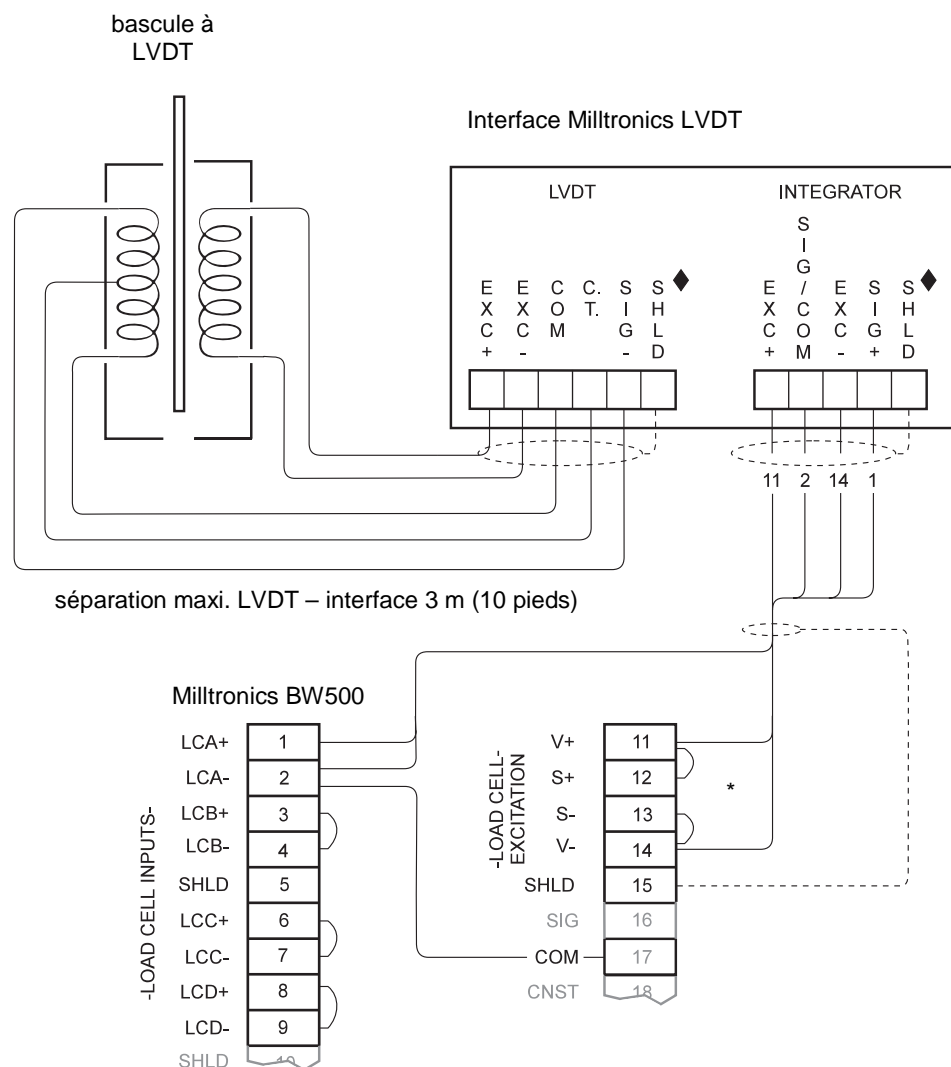 bascule à
LVDT
Interface Milltronics LVDT
LVDT
INTEGRATOR
EXC+
EXC-
COM
C.T.
SIG-
SHLD
EXC+
SIG/COM
EXC-
SIG+
SHLD
11 2 14 1
séparation maxi. LVDT – interface 3 m (10 pieds)
Milltronics BW500
-LOAD CELL INPUTS-
LCA+ 1
LCA- 2
LCB+ 3
LCB- 4
SHLD 5
LCC+ 6
LCC- 7
LCD+ 8
LCD- 9
SHLD 10
-LOAD CELL-
EXCITATION
V+ 11
S+ 12
S- 13
V- 14
SHLD 15
SIG 16
COM 17
CNST 18
*